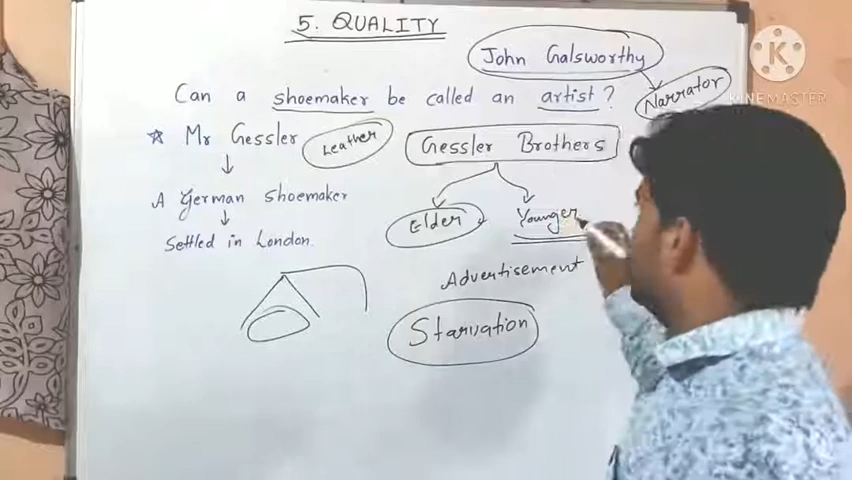 5. QUALITY
John Galsworthy
Narrator
Can a shoemaker be called an artist?
Mr Gessler
Leather
Gessler Brothers
A German Shoemaker
Elder
Younger
Settled in London.
Advertisement
Starvation
K
KINEMASTER